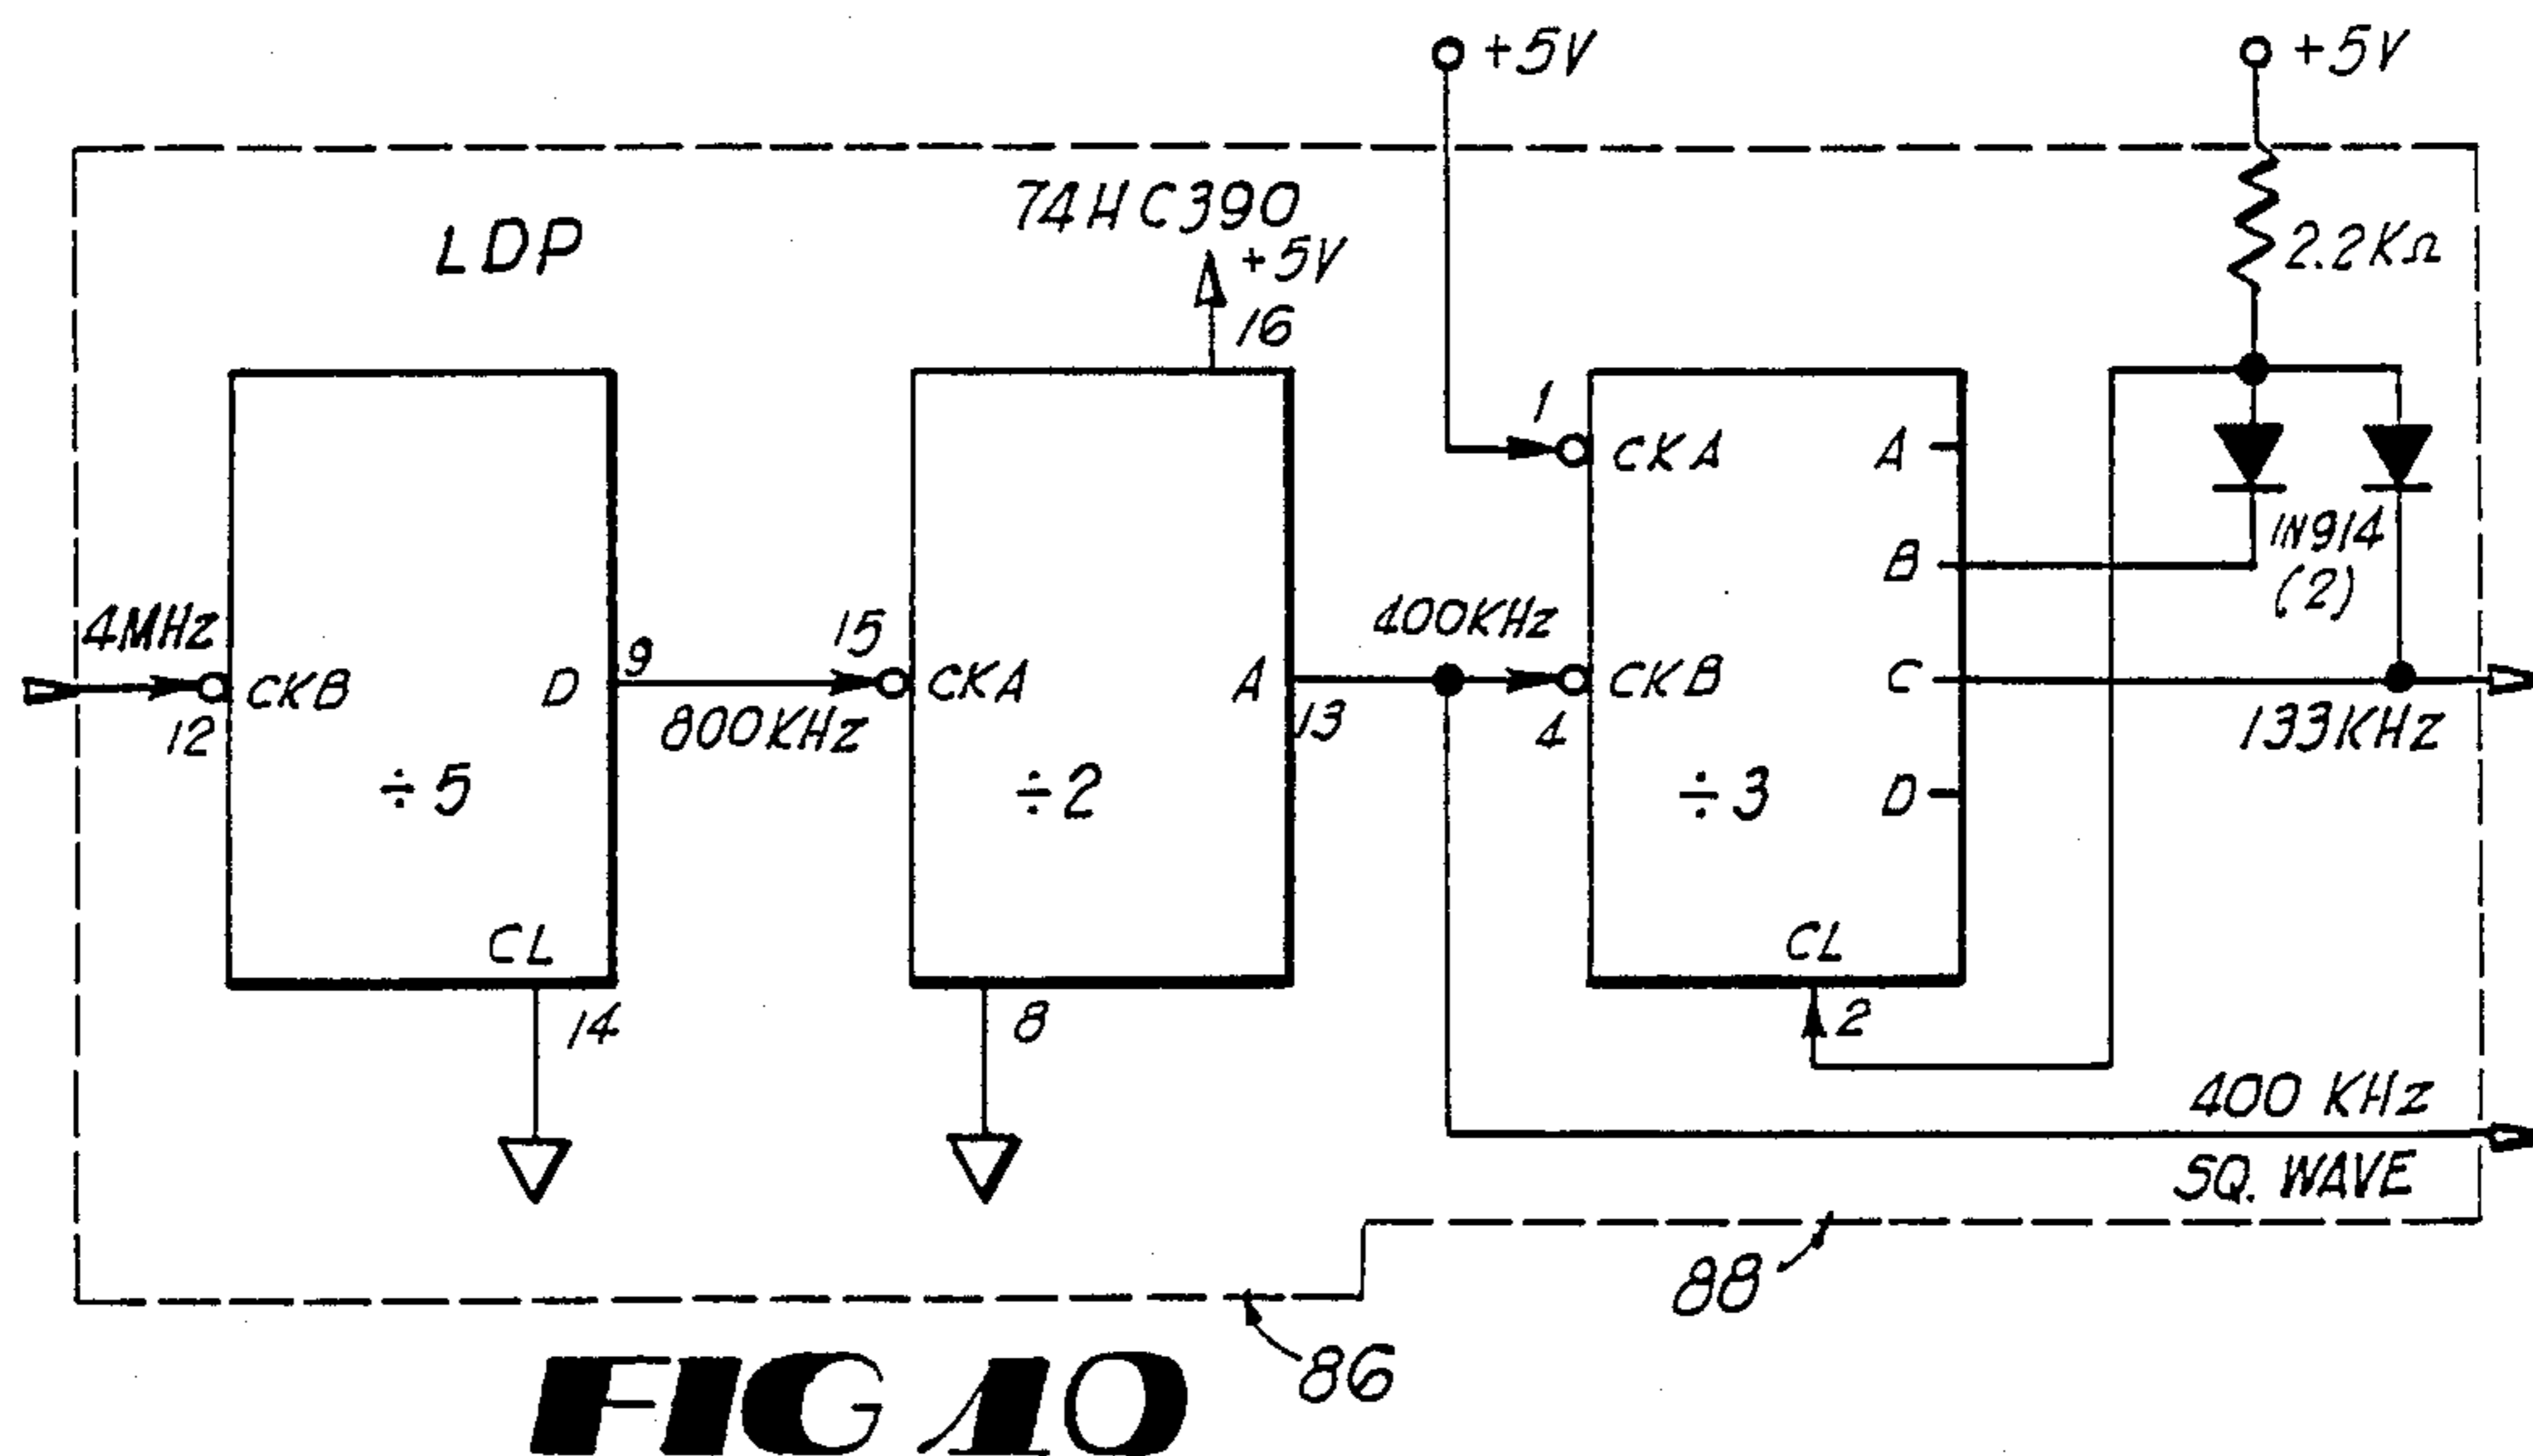 +5V
+5V
LDP
74HC390
+5V
16
2.2KΩ
1
CKA
A
B
1N914
(2)
4MHz
CKB
12
D
9
800KHz
15
CKA
A
13
400KHz
CKB
4
C
133KHz
D
÷5
÷2
÷3
CL
14
8
CL
2
400 KHz
SQ. WAVE
88
86
FIG 10